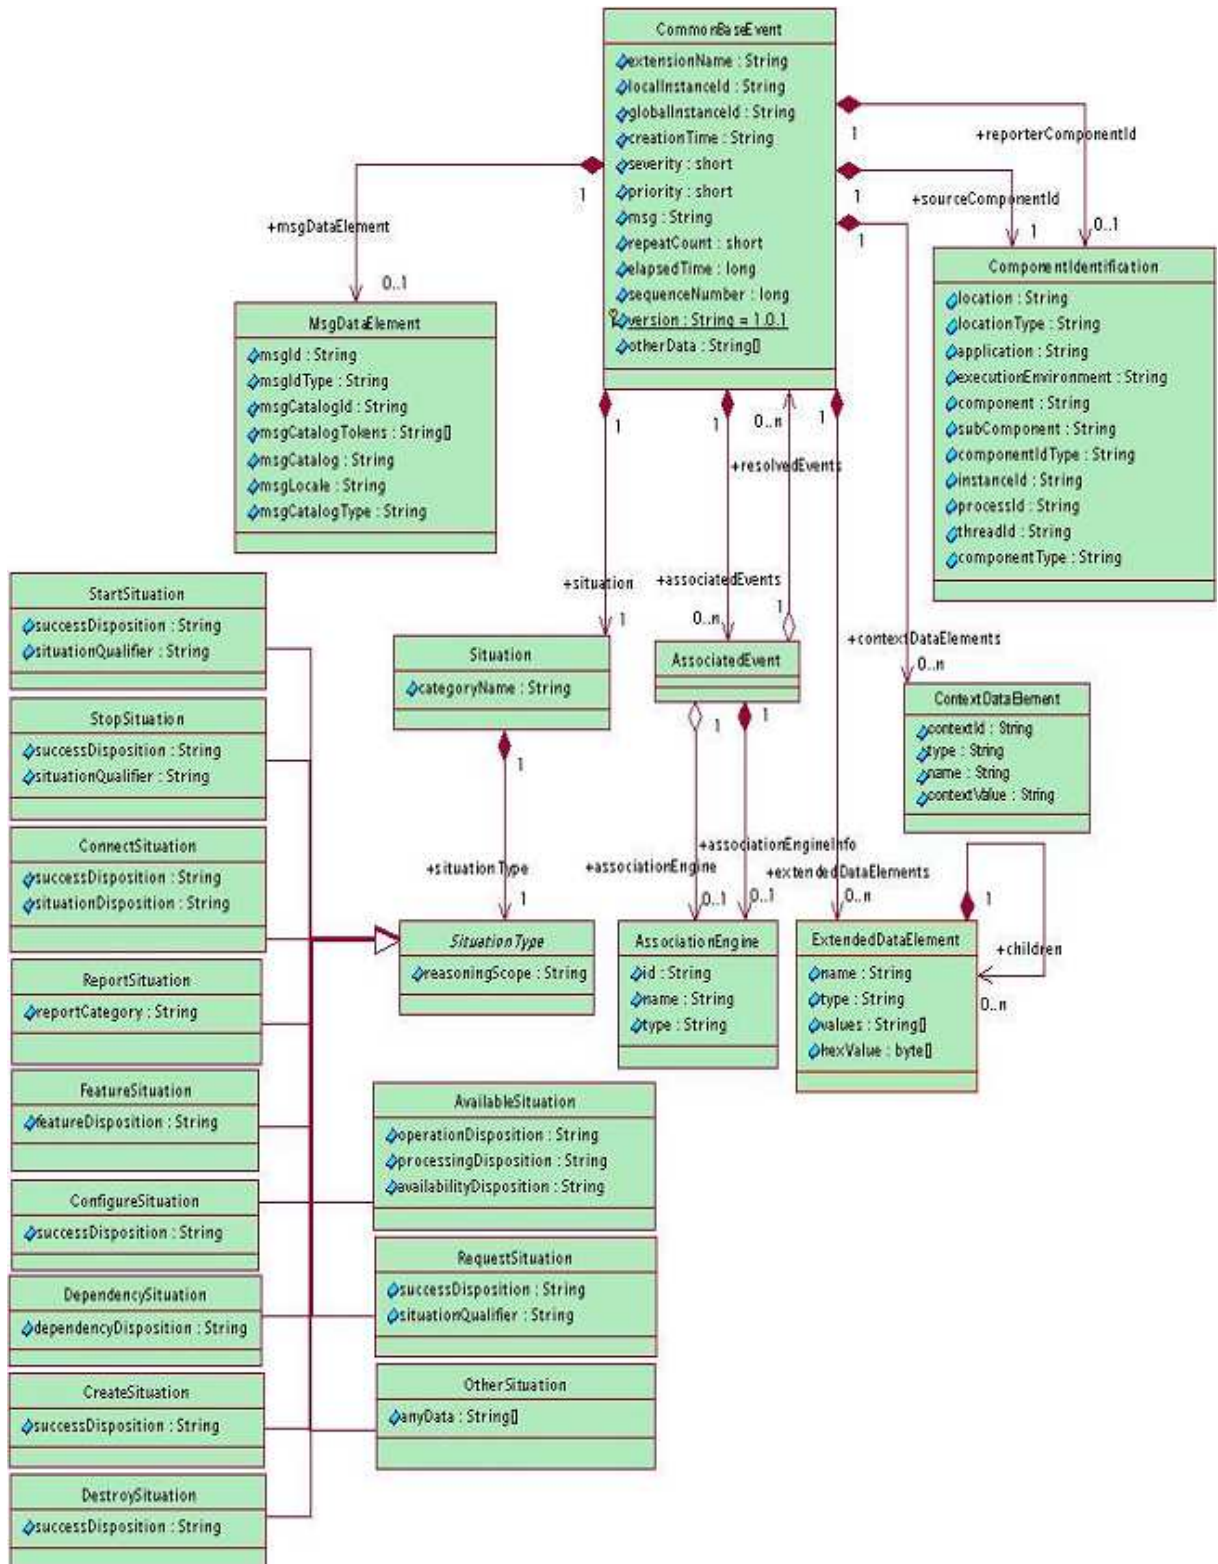 CommonBaseEvent
extensionName : String
localInstanceId : String
globalInstanceId : String
creationTime : String
severity : short
priority : short
msg : String
repeatCount : short
elapsedTime : long
sequenceNumber : long
version : String = 1.0.1
otherData : String[]
1
+reporterComponentId
0..1
1
+sourceComponentId
1
1
+contextDataElements
0..n
1
+msgDataElement
0..1
ComponentIdentification
location : String
locationType : String
application : String
executionEnvironment : String
component : String
subComponent : String
componentIdType : String
instanceId : String
processId : String
threadId : String
componentType : String
MsgDataElement
msgId : String
msgIdType : String
msgCatalogId : String
msgCatalogTokens : String[]
msgCatalog : String
msgLocale : String
msgCatalogType : String
1
+situation
1
1
+associatedEvents
0..n
0..n
+resolvedEvents
1
1
+extendedDataElements
0..n
Situation
categoryName : String
AssociatedEvent
ContextDataElement
contextId : String
type : String
name : String
contextValue : String
1
+situationType
1
+associationEngine
0..1
1
1
+associationEngineInfo
0..1
SituationType
reasoningScope : String
AssociationEngine
id : String
name : String
type : String
ExtendedDataElement
name : String
type : String
values : String[]
hexValue : byte[]
1
+children
0..n
StartSituation
successDisposition : String
situationQualifier : String
StopSituation
successDisposition : String
situationQualifier : String
ConnectSituation
successDisposition : String
situationDisposition : String
ReportSituation
reportCategory : String
FeatureSituation
featureDisposition : String
ConfigureSituation
successDisposition : String
DependencySituation
dependencyDisposition : String
CreateSituation
successDisposition : String
DestroySituation
successDisposition : String
AvailableSituation
operationDisposition : String
processingDisposition : String
availabilityDisposition : String
RequestSituation
successDisposition : String
situationQualifier : String
OtherSituation
anyData : String[]